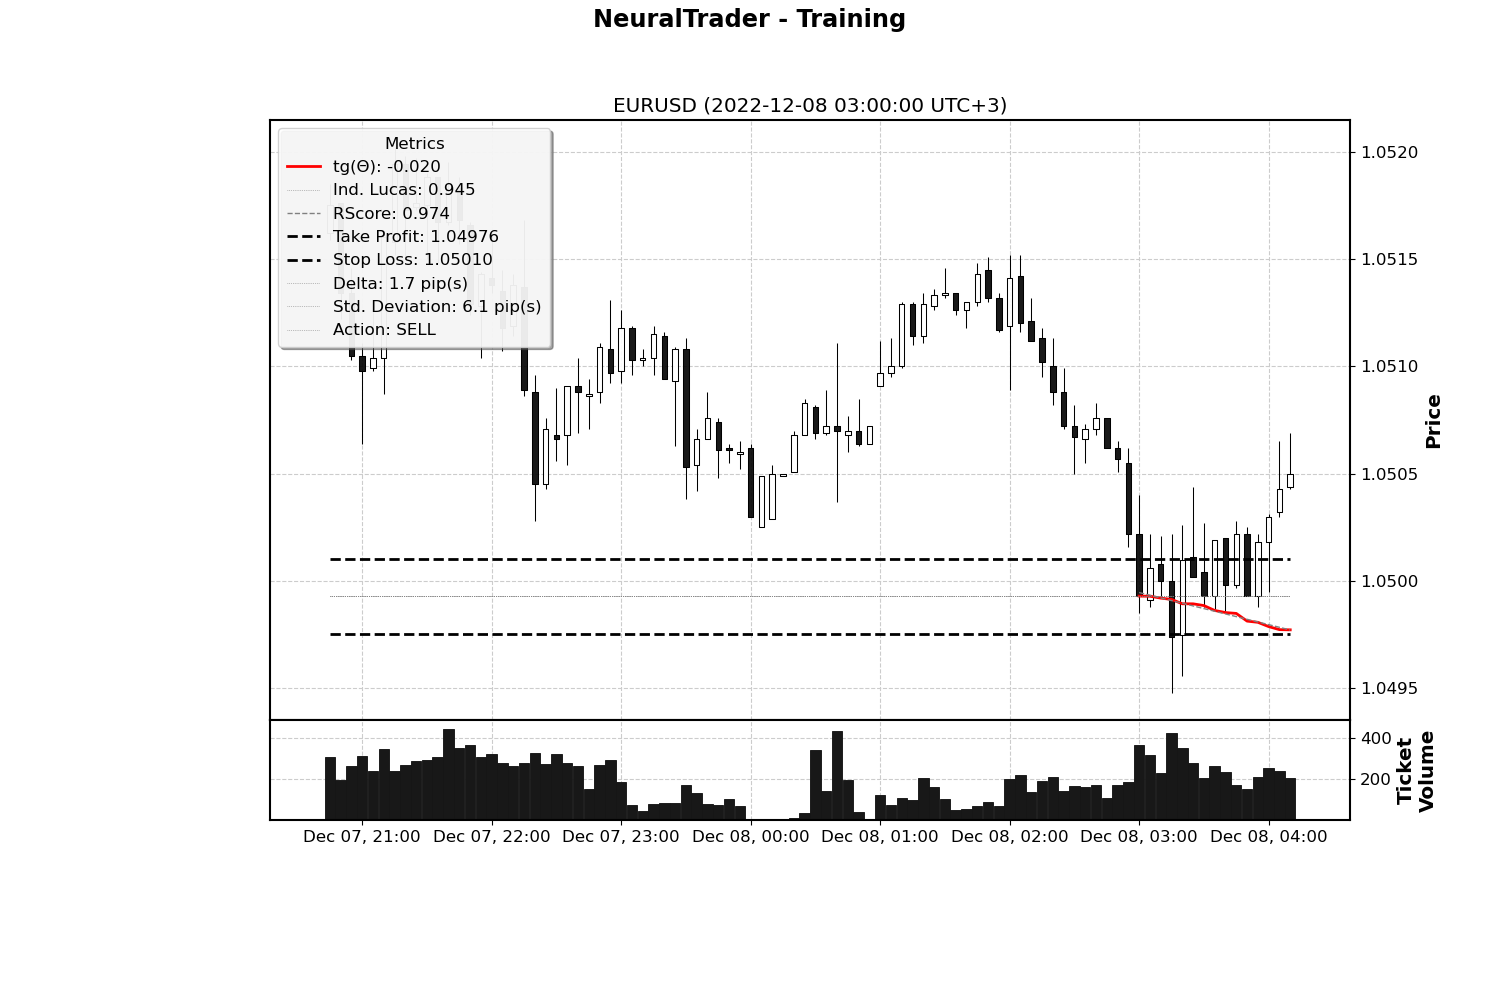 NeuralTrader - Training
EURUSD (2022-12-08 03:00:00 UTC+3)
Metrics
tg(Θ): -0.020
Ind. Lucas: 0.945
RScore: 0.974
Take Profit: 1.04976
Stop Loss: 1.05010
Delta: 1.7 pip(s)
Std. Deviation: 6.1 pip(s)
Action: SELL
1.0520
1.0515
1.0510
1.0505
1.0500
1.0495
Price
400
200
Ticket
Volume
Dec 07, 21:00
Dec 07, 22:00
Dec 07, 23:00
Dec 08, 00:00
Dec 08, 01:00
Dec 08, 02:00
Dec 08, 03:00
Dec 08, 04:00